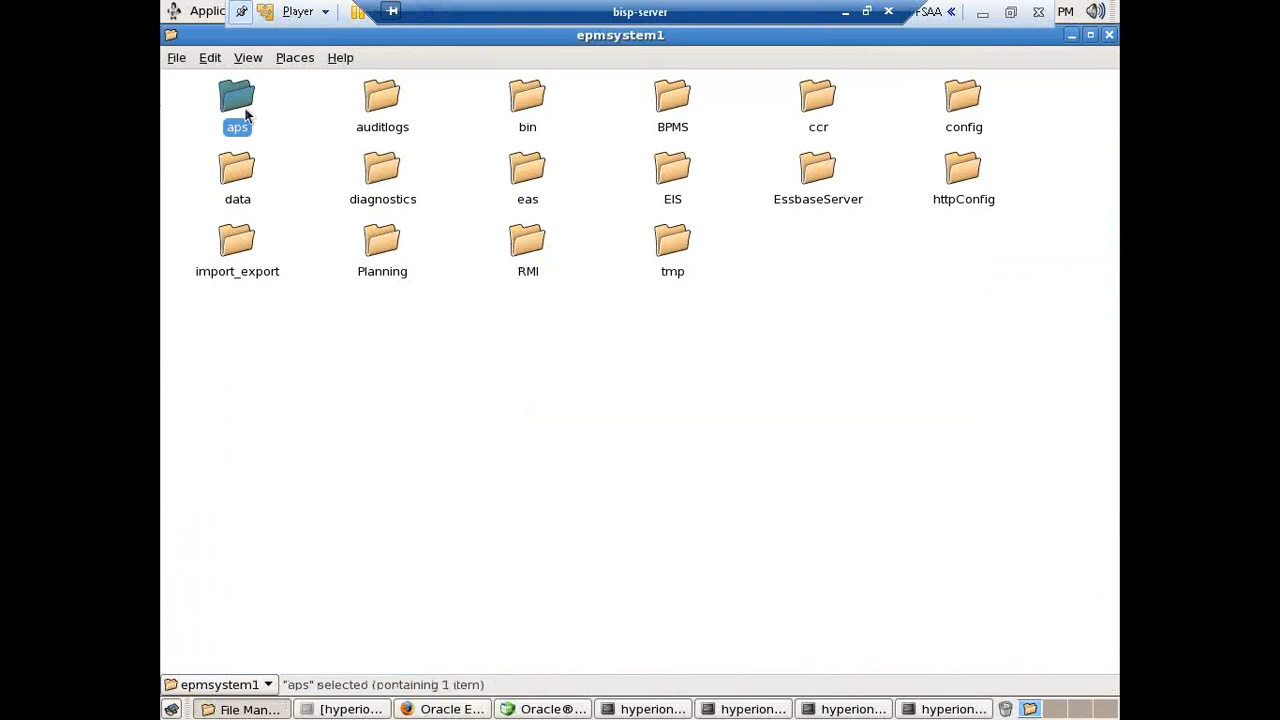 Applic Player bisp-server FSAA PM
epmsystem1
File Edit View Places Help
aps auditlogs bin BPMS ccr config
data diagnostics eas EIS EssbaseServer httpConfig
import_export Planning RMI tmp
epmsystem1 "aps" selected (containing 1 item)
File Man... [hyperio... Oracle E... Oracle®... hyperion... hyperion... hyperion... hyperion...